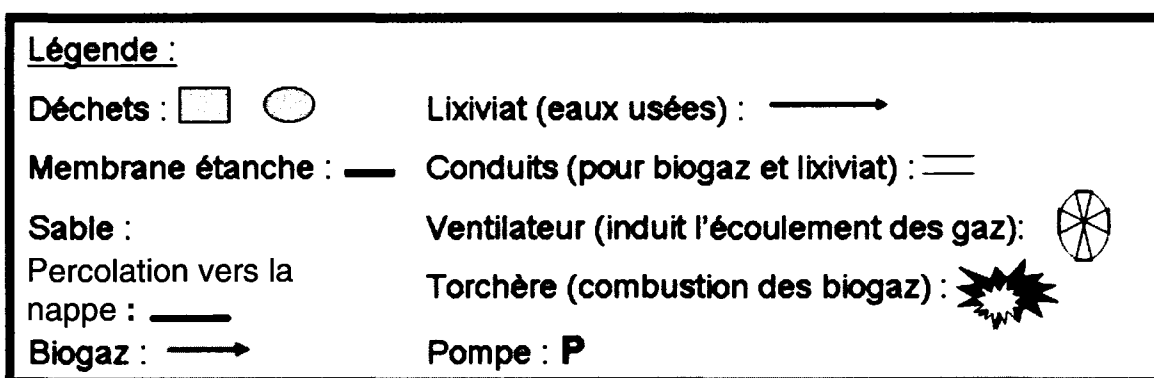 Légende :
Déchets :
Lixiviat (eaux usées) :
Membrane étanche :
Conduits (pour biogaz et lixiviat) :
Sable :
Ventilateur (induit l'écoulement des gaz):
Percolation vers la
nappe :
Torchère (combustion des biogaz) :
Biogaz :
Pompe : P